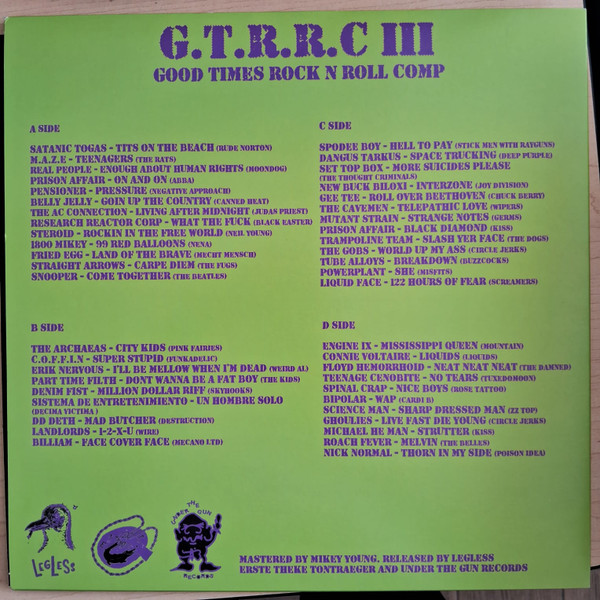 G.T.R.R.C III
GOOD TIMES ROCK N ROLL COMP
A SIDE
SATANIC TOGAS - TITS ON THE BEACH (RUDE NORTON)
M.A.Z.E - TEENAGERS (THE RATS)
REAL PEOPLE - ENOUGH ABOUT HUMAN RIGHTS (MOONDOG)
PRISON AFFAIR - ON AND ON (ABBA)
PENSIONER - PRESSURE (NEGATIVE APPROACH)
BELLY JELLY - GOIN UP THE COUNTRY (CANNED HEAT)
THE AC CONNECTION - LIVING AFTER MIDNIGHT (JUDAS PRIEST)
RESEARCH REACTOR CORP - WHAT THE FUCK (BLACK EASTER)
STEROID - ROCKIN IN THE FREE WORLD (NEIL YOUNG)
1800 MIKEY - 99 RED BALLOONS (NENA)
FRIED EGG - LAND OF THE BRAVE (MECHT MENSCH)
STRAIGHT ARROWS - CARPE DIEM (THE FUGS)
SNOOPER - COME TOGETHER (THE BEATLES)
B SIDE
THE ARCHAEAS - CITY KIDS (PINK FAIRIES)
C.O.F.F.I.N - SUPER STUPID (FUNKADELIC)
ERIK NERVOUS - I'LL BE MELLOW WHEN I'M DEAD (WEIRD AL)
PART TIME FILTH - DONT WANNA BE A FAT BOY (THE KIDS)
DENIM FIST - MILLION DOLLAR RIFF (SKYHOOKS)
SISTEMA DE ENTRETENIMIENTO - UN HOMBRE SOLO
(DECIMA VICTIMA )
DD DETH - MAD BUTCHER (DESTRUCTION)
LANDLORDS - 1-2-X-U (WIRE)
BILLIAM - FACE COVER FACE (MECANO LTD)
C SIDE
SPODEE BOY - HELL TO PAY (STICK MEN WITH RAYGUNS)
DANGUS TARKUS - SPACE TRUCKING (DEEP PURPLE)
SET TOP BOX - MORE SUICIDES PLEASE
(THE THOUGHT CRIMINALS)
NEW BUCK BILOXI - INTERZONE (JOY DIVISION)
GEE TEE - ROLL OVER BEETHOVEN (CHUCK BERRY)
THE CAVEMEN - TELEPATHIC LOVE (WIPERS)
MUTANT STRAIN - STRANGE NOTES (GERMS)
PRISON AFFAIR - BLACK DIAMOND (KISS)
TRAMPOLINE TEAM - SLASH YER FACE (THE DOGS)
THE GOBS - WORLD UP MY ASS (CIRCLE JERKS)
TUBE ALLOYS - BREAKDOWN (BUZZCOCKS)
POWERPLANT - SHE (MISFITS)
LIQUID FACE - 122 HOURS OF FEAR (SCREAMERS)
D SIDE
ENGINE IX - MISSISSIPPI QUEEN (MOUNTAIN)
CONNIE VOLTAIRE - LIQUIDS (LIQUIDS)
FLOYD HEMORRHOID - NEAT NEAT NEAT (THE DAMNED)
TEENAGE CENOBITE - NO TEARS (TUXEDOMOON)
SPINAL CRAP - NICE BOYS (ROSE TATTOO)
BIPOLAR - WAP (CARDI B)
SCIENCE MAN - SHARP DRESSED MAN (ZZ TOP)
GHOULIES - LIVE FAST DIE YOUNG (CIRCLE JERKS)
MICHAEL HE MAN - STRUTTER (KISS)
ROACH FEVER - MELVIN (THE BELLES)
NICK NORMAL - THORN IN MY SIDE (POISON IDEA)
LEGLESS
UNDER THE GUN
RECORDS
MASTERED BY MIKEY YOUNG, RELEASED BY LEGLESS
ERSTE THEKE TONTRAEGER AND UNDER THE GUN RECORDS